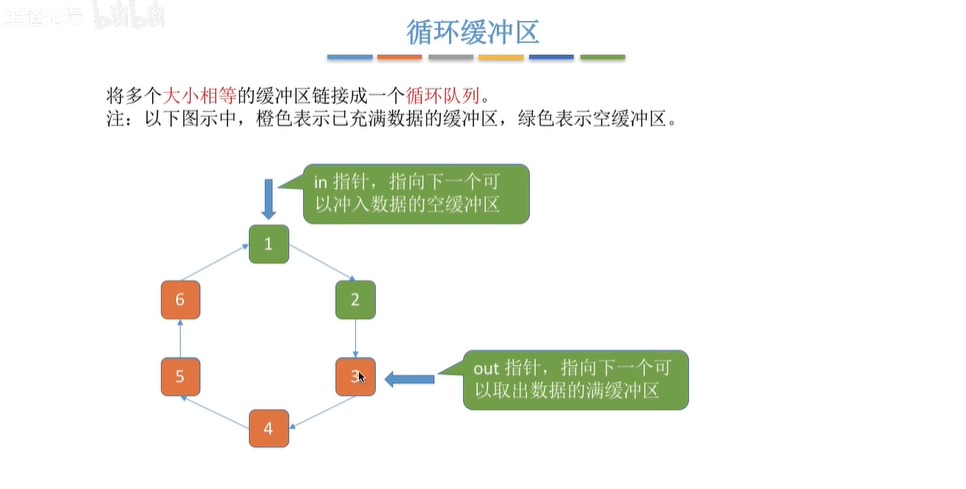 王道论坛 bilibili
循环缓冲区
将多个大小相等的缓冲区链接成一个循环队列。
注：以下图示中，橙色表示已充满数据的缓冲区，绿色表示空缓冲区。
in 指针，指向下一个可
以冲入数据的空缓冲区
1
6
2
5
3
out 指针，指向下一个可
以取出数据的满缓冲区
4